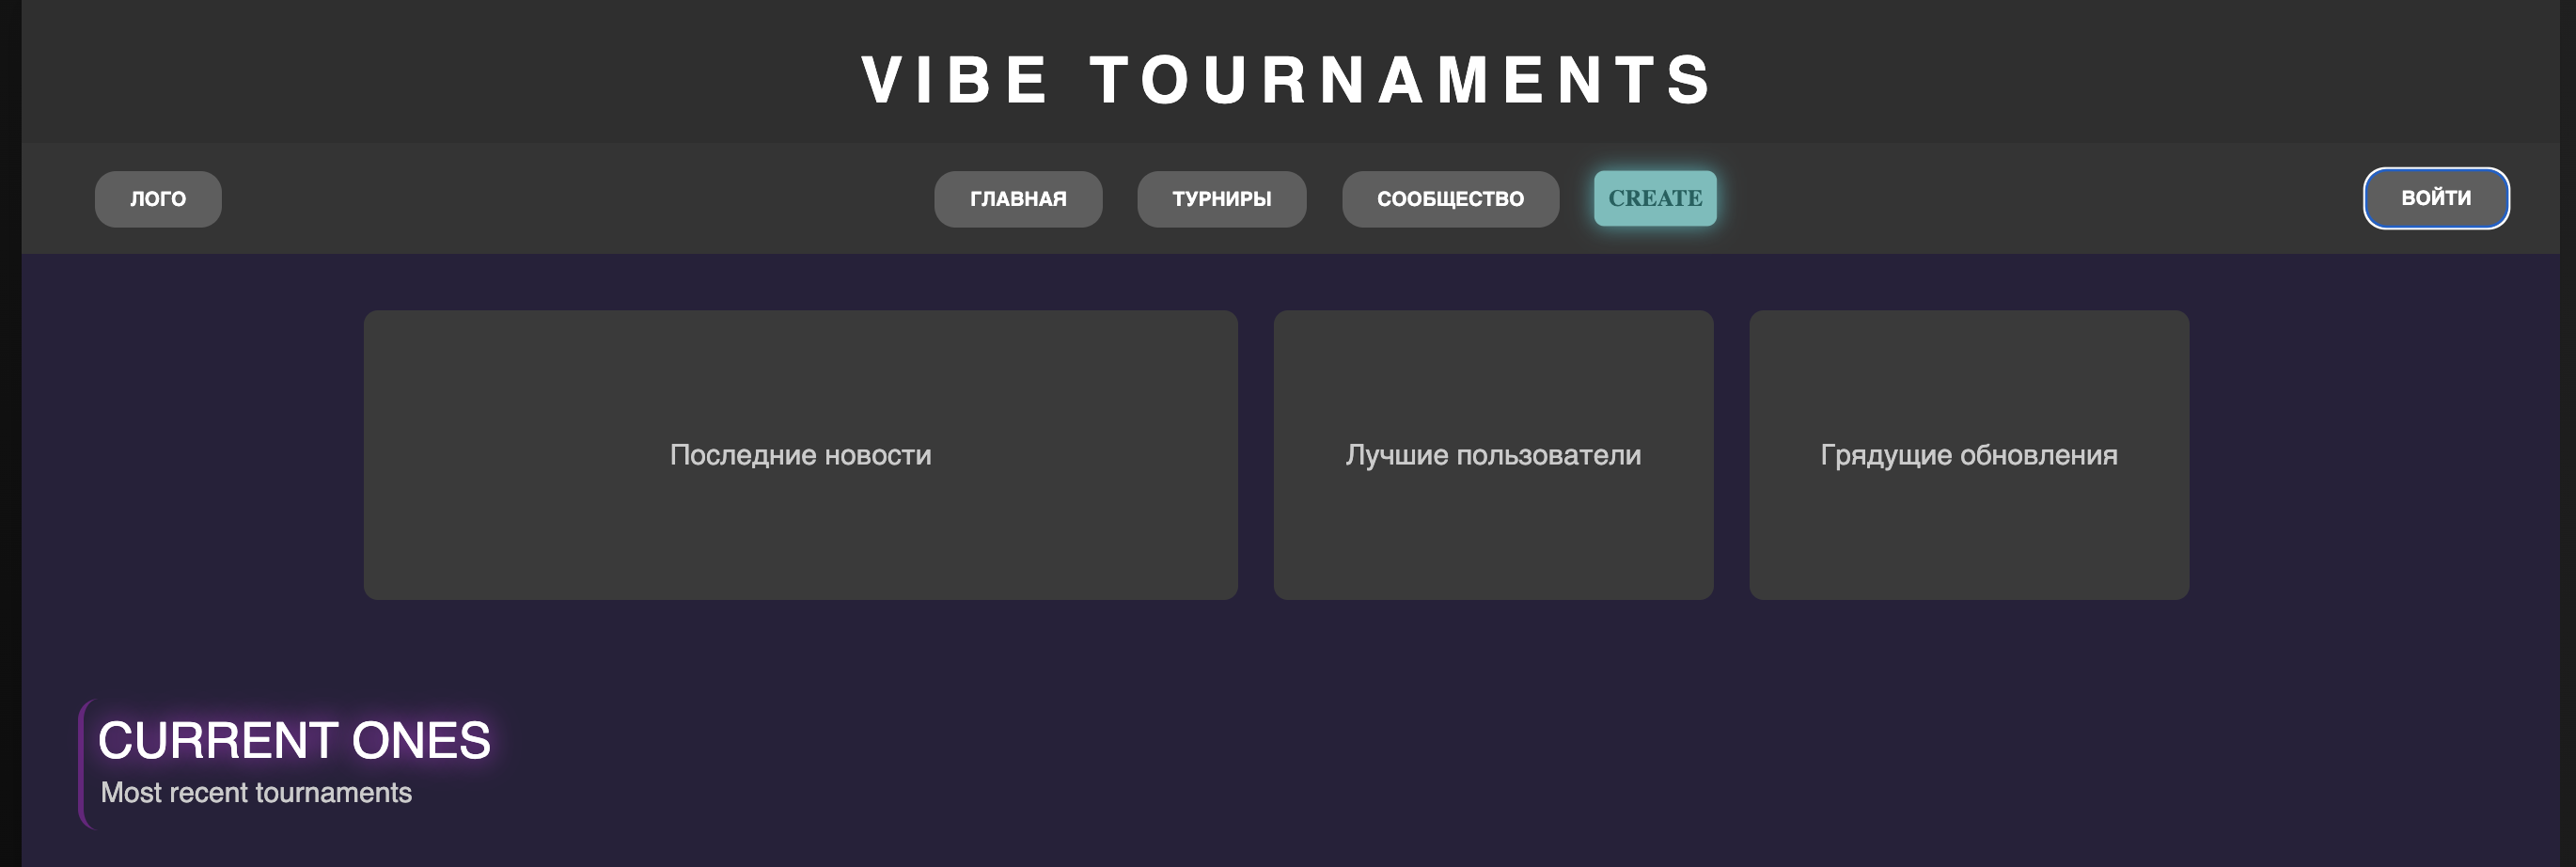 VIBE TOURNAMENTS
ЛОГО
ГЛАВНАЯ
ТУРНИРЫ
СООБЩЕСТВО
CREATE
ВОЙТИ
Последние новости
Лучшие пользователи
Грядущие обновления
CURRENT ONES
Most recent tournaments